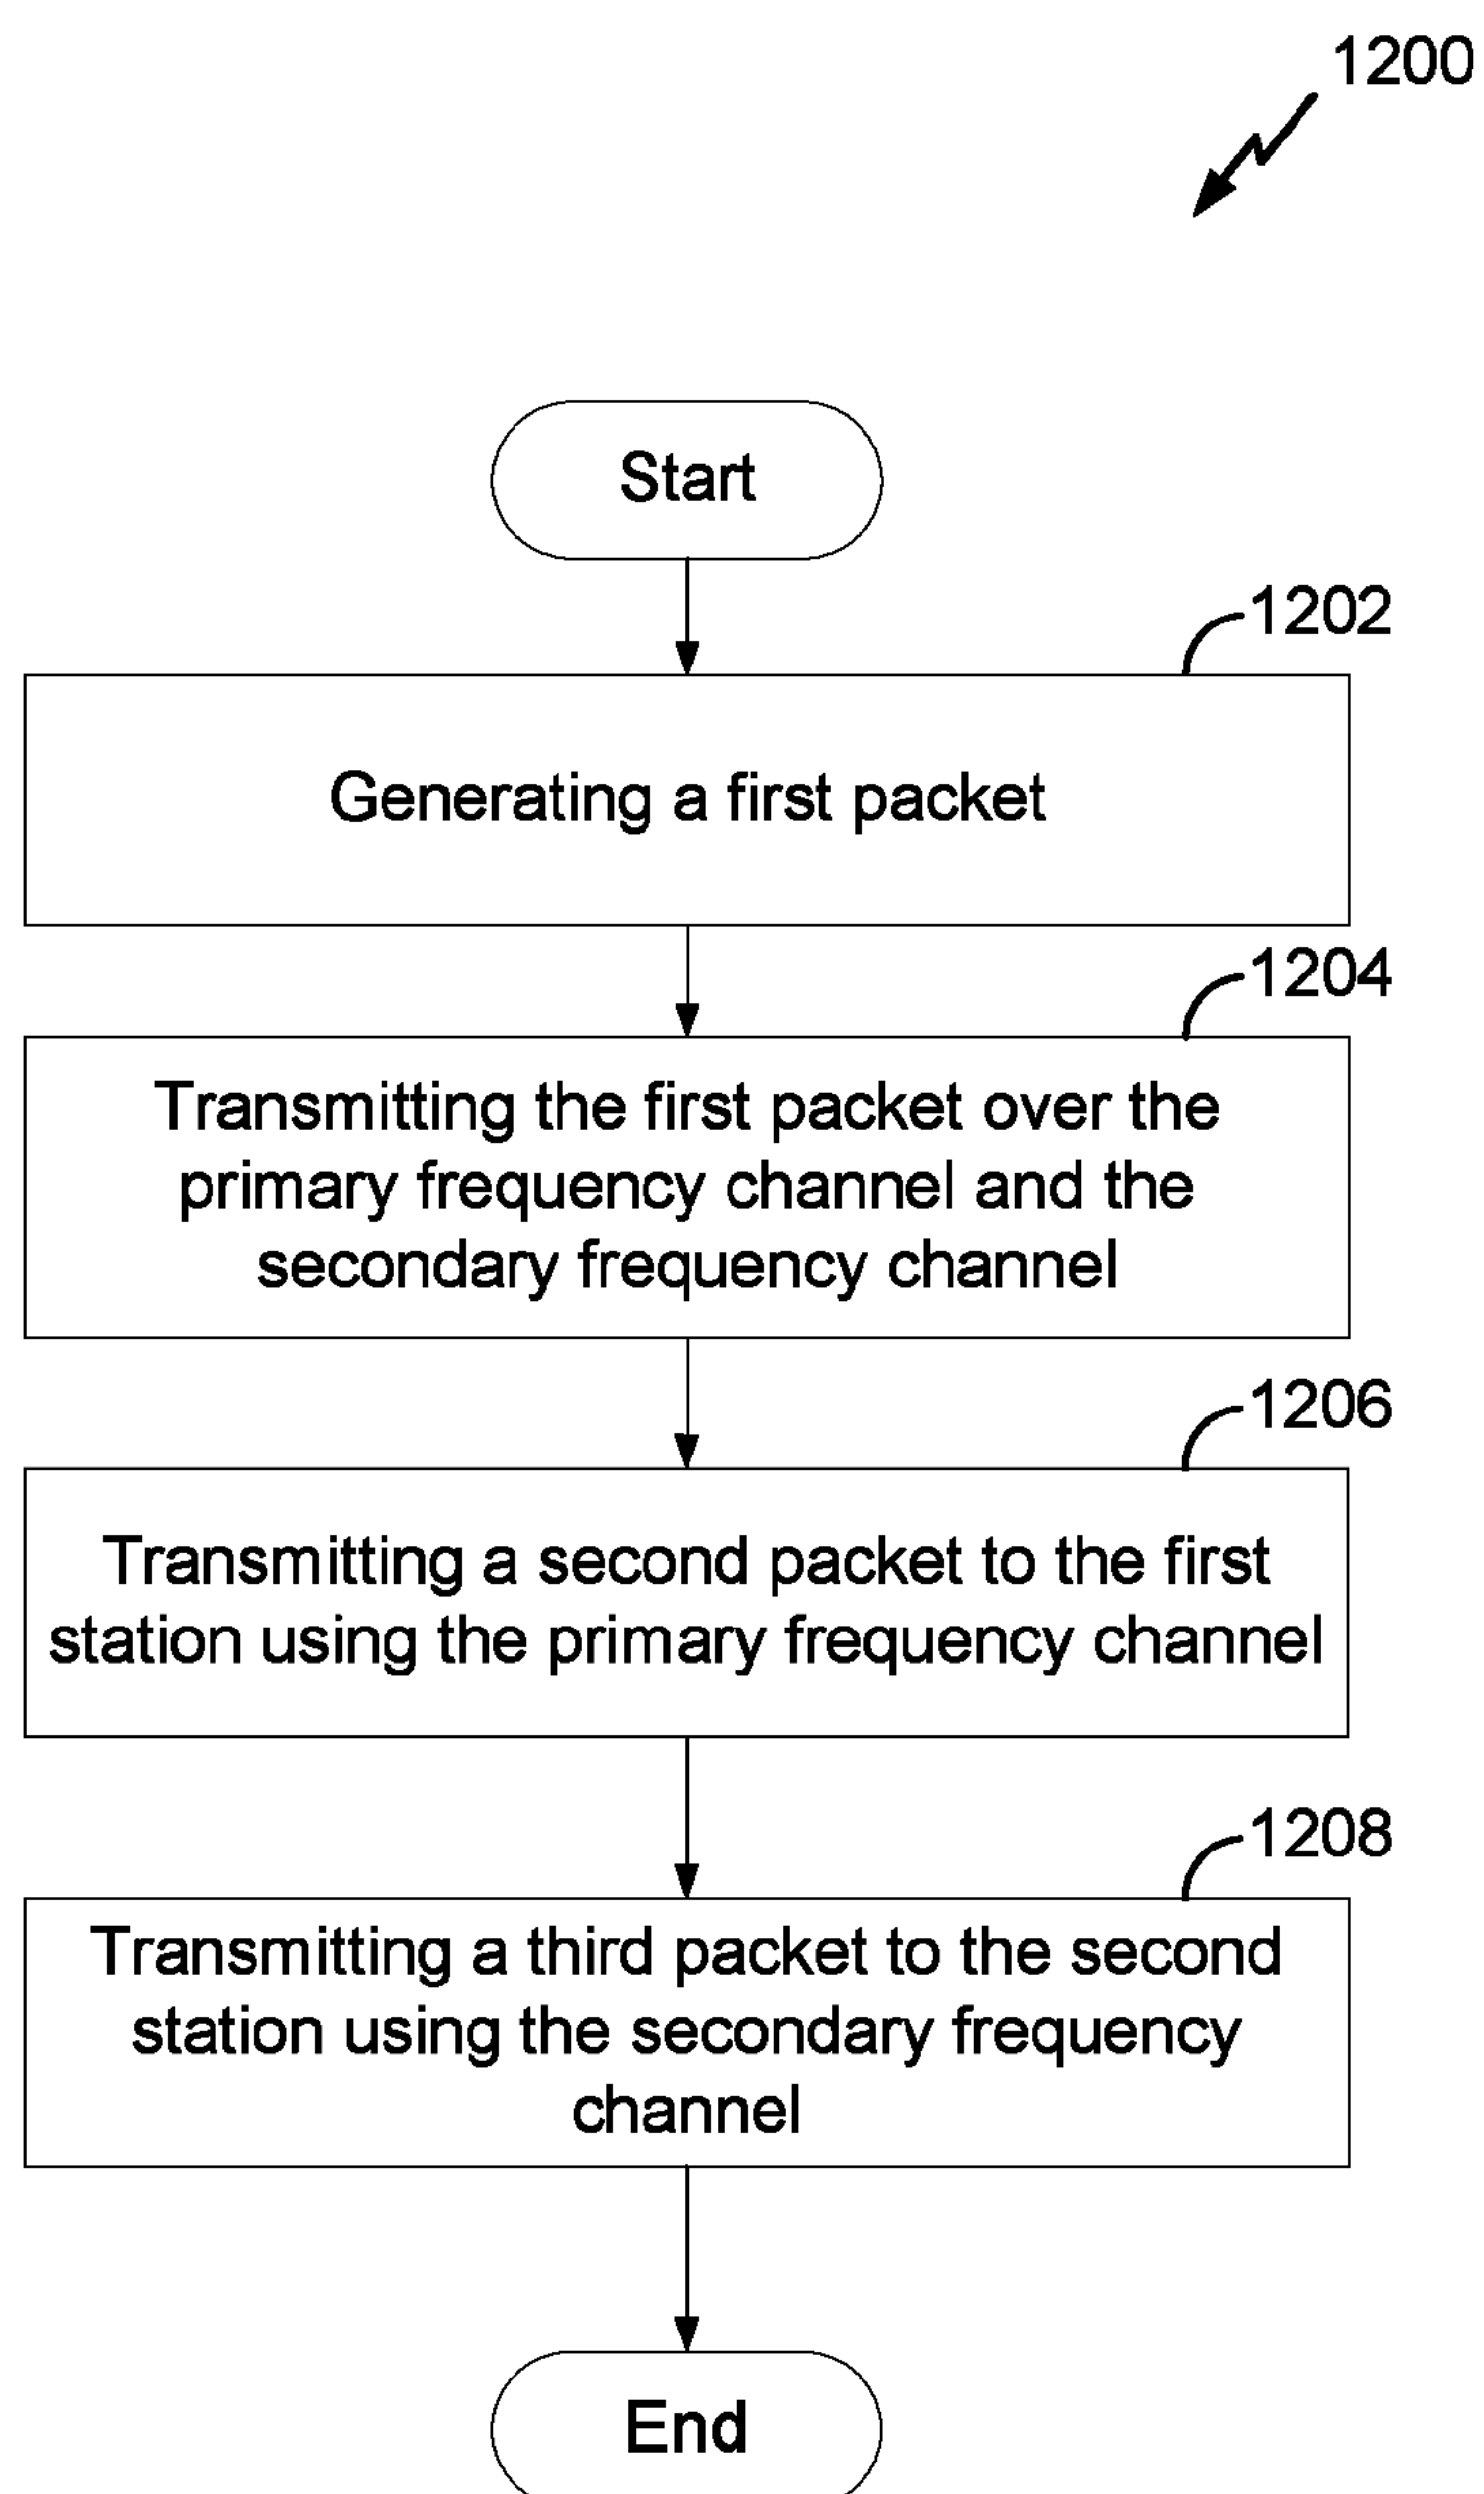 1200
Start
1202
Generating a first packet
1204
Transmitting the first packet over the
primary frequency channel and the
secondary frequency channel
1206
Transmitting a second packet to the first
station using the primary frequency channel
1208
Transmitting a third packet to the second
station using the secondary frequency
channel
End